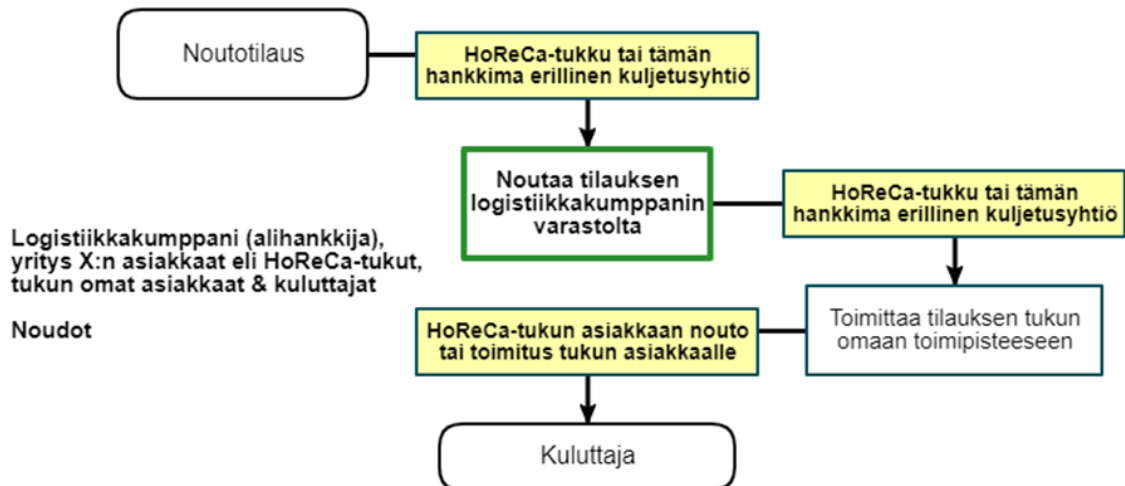 Noutotilaus
HoReCa-tukku tai tämän
hankkima erillinen kuljetusyhtiö
Noutaa tilauksen
logistiikkakumppanin
varastolta
HoReCa-tukku tai tämän
hankkima erillinen kuljetusyhtiö
Logistiikkakumppani (alihankkija),
yritys X:n asiakkaat eli HoReCa-tukut,
tukun omat asiakkaat & kuluttajat
Noudot
Toimittaa tilauksen tukun
omaan toimipisteeseen
HoReCa-tukun asiakkaan nouto
tai toimitus tukun asiakkaalle
Kuluttaja